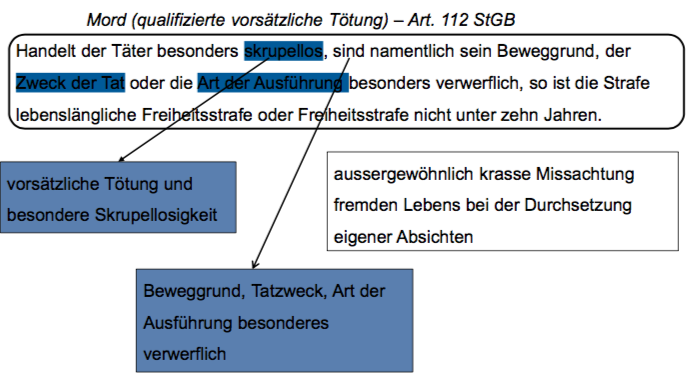 Mord (qualifizierte vorsätzliche Tötung) – Art. 112 StGB
Handelt der Täter besonders skrupellos, sind namentlich sein Beweggrund, der
Zweck der Tat oder die Art der Ausführung besonders verwerflich, so ist die Strafe
lebenslängliche Freiheitsstrafe oder Freiheitsstrafe nicht unter zehn Jahren.
vorsätzliche Tötung und
besondere Skrupellosigkeit
aussergewöhnlich krasse Missachtung
fremden Lebens bei der Durchsetzung
eigener Absichten
Beweggrund, Tatzweck, Art der
Ausführung besonderes
verwerflich